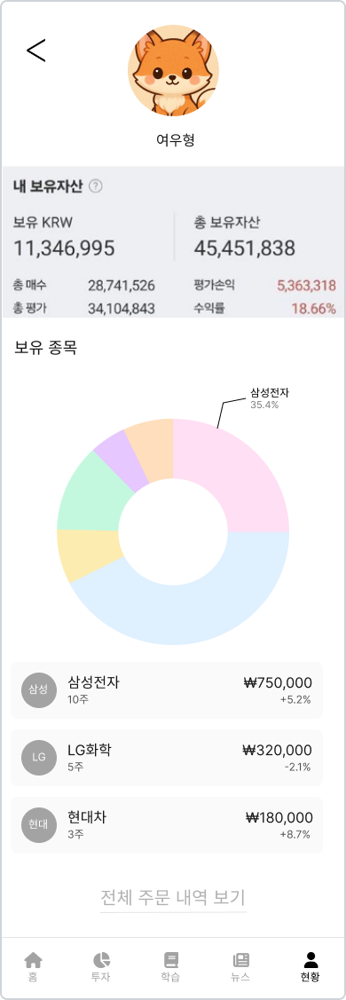 여우형
내 보유자산 ?
보유 KRW
11,346,995
총 보유자산
45,451,838
총 매수 28,741,526
총 평가 34,104,843
평가손익 5,363,318
수익률 18.66%
보유 종목
삼성전자
35.4%
삼성
삼성전자
10주
₩750,000
+5.2%
LG
LG화학
5주
₩320,000
-2.1%
현대
현대차
3주
₩180,000
+8.7%
전체 주문 내역 보기
홈
투자
학습
뉴스
현황